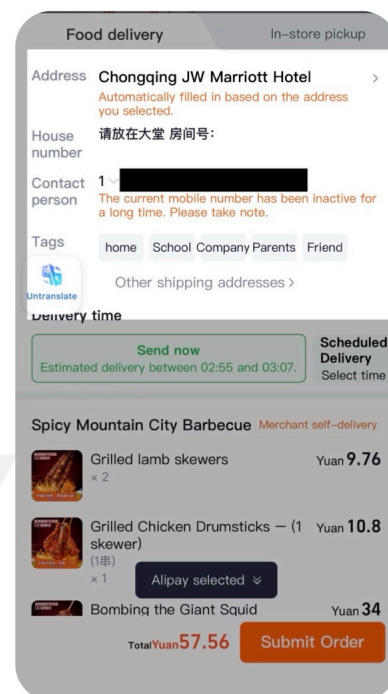 Food delivery
In-store pickup
Address
Chongqing JW Marriott Hotel
Automatically filled in based on the address
you selected.
House
number
请放在大堂 房间号：
Contact
person
1
The current mobile number has been inactive for
a long time. Please take note.
Tags
home
School
Company
Parents
Friend
Untranslate
Other shipping addresses
Delivery time
Send now
Estimated delivery between 02:55 and 03:07.
Scheduled
Delivery
Select time
Spicy Mountain City Barbecue
Merchant self-delivery
Grilled lamb skewers
Yuan 9.76
× 2
Grilled Chicken Drumsticks — (1
skewer)
Yuan 10.8
(1串)
× 1
Alipay selected
Bombing the Giant Squid
Yuan 34
Total Yuan 57.56
Submit Order